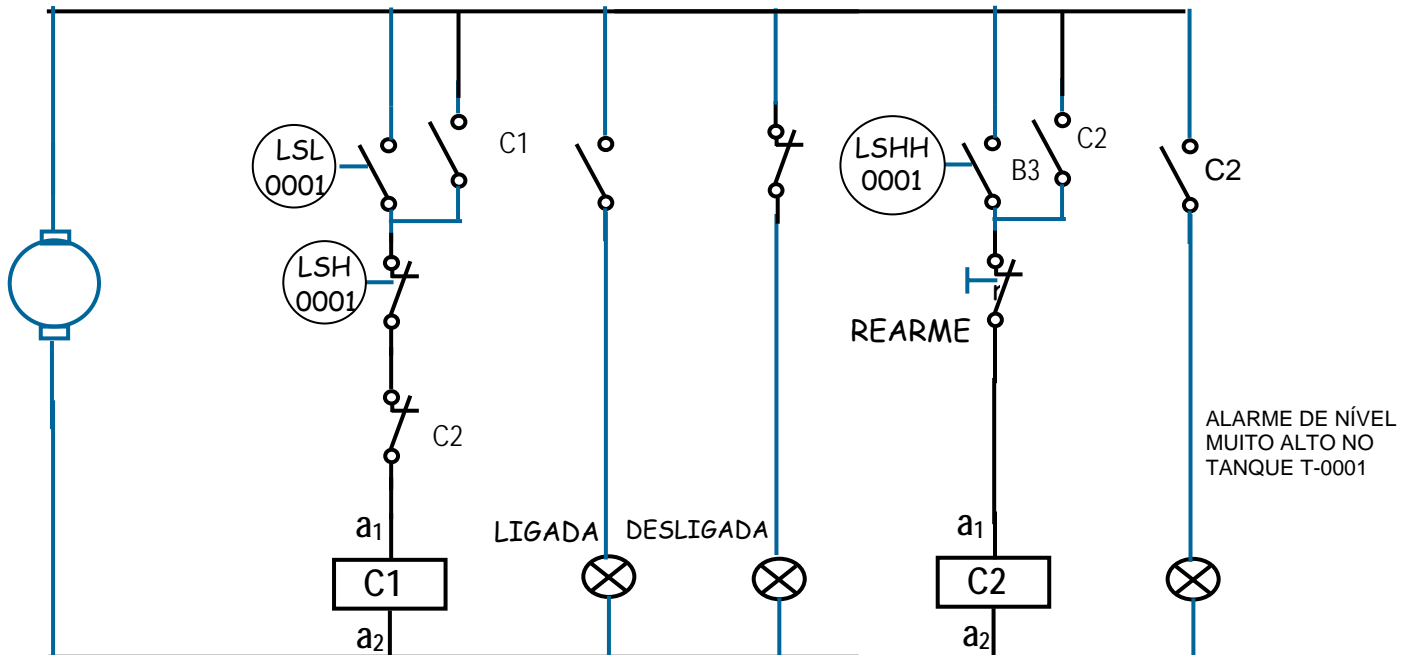 LSL
0001
C1
LSHH
0001
B3
C2
C2
LSH
0001
REARME
C2
ALARME DE NÍVEL
MUITO ALTO NO
TANQUE T-0001
a1
LIGADA
DESLIGADA
a1
C1
C2
a2
a2